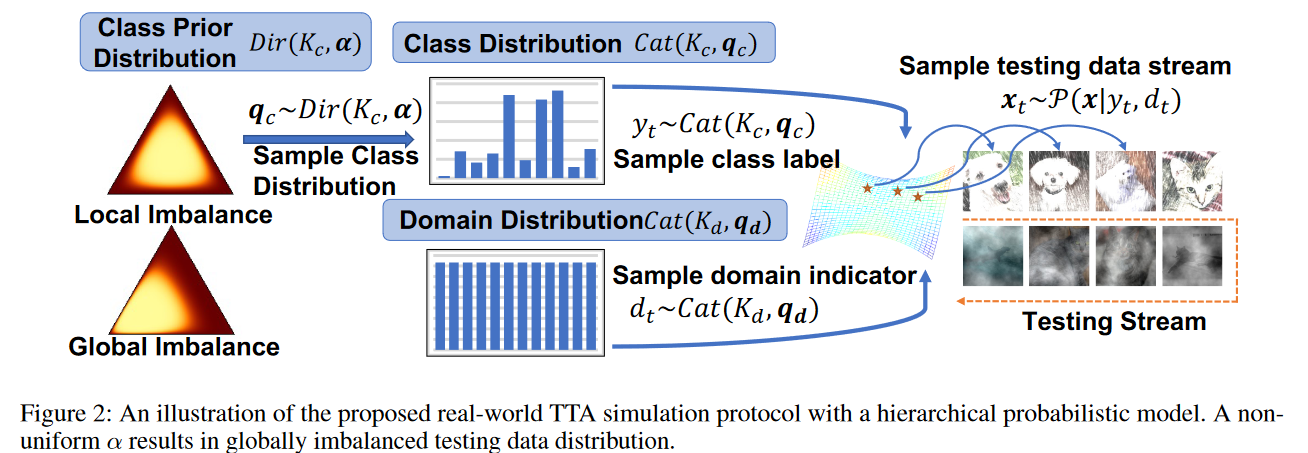 Class Prior
Distribution Dir(K_c, α)
Class Distribution Cat(K_c, q_c)
Sample testing data stream
x_t~𝒫(x|y_t, d_t)
q_c~Dir(K_c, α)
Sample Class
Distribution
y_t~Cat(K_c, q_c)
Sample class label
Local Imbalance
Domain DistributionCat(K_d, q_d)
Sample domain indicator
d_t~Cat(K_d, q_d)
Testing Stream
Global Imbalance
Figure 2: An illustration of the proposed real-world TTA simulation protocol with a hierarchical probabilistic model. A non-
uniform α results in globally imbalanced testing data distribution.